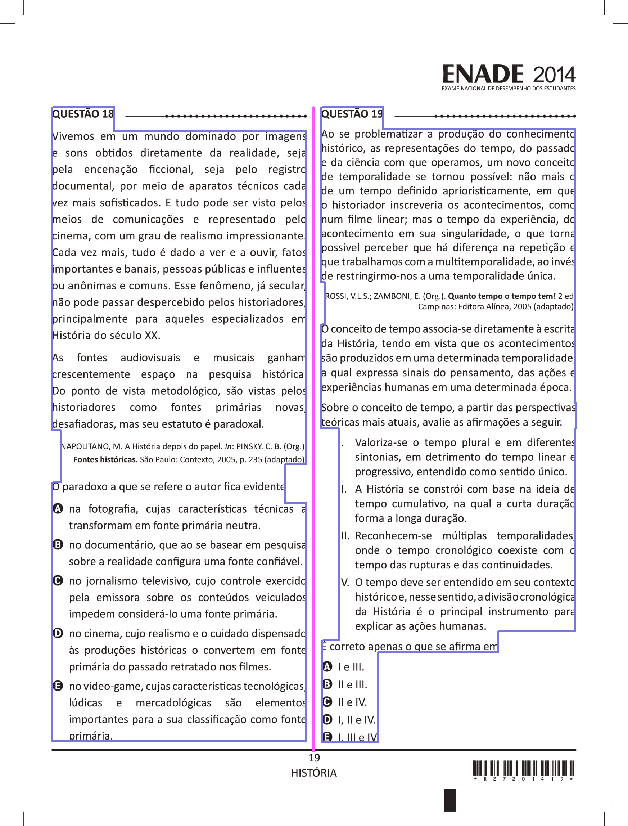 ENADE 2014
EXAME NACIONAL DE DESEMPENHO DOS ESTUDANTES
QUESTÃO 18
Vivemos em um mundo dominado por imagens
e sons obtidos diretamente da realidade, seja
pela encenação ficcional, seja pelo registro
documental, por meio de aparatos técnicos cada
vez mais sofisticados. E tudo pode ser visto pelos
meios de comunicações e representado pelo
cinema, com um grau de realismo impressionante.
Cada vez mais, tudo é dado a ver e a ouvir, fatos
importantes e banais, pessoas públicas e influentes
ou anônimas e comuns. Esse fenômeno, já secular,
não pode passar despercebido pelos historiadores,
principalmente para aqueles especializados em
História do século XX.
As fontes audiovisuais e musicais ganham
crescentemente espaço na pesquisa histórica.
Do ponto de vista metodológico, são vistas pelos
historiadores como fontes primárias novas,
desafiadoras, mas seu estatuto é paradoxal.
NAPOLITANO, M. A História depois do papel. In: PINSKY. C. B. (Org.)
Fontes históricas. São Paulo: Contexto, 2005, p. 235 (adaptado)
O paradoxo a que se refere o autor fica evidente
A na fotografia, cujas características técnicas a
transformam em fonte primária neutra.
B no documentário, que ao se basear em pesquisa
sobre a realidade configura uma fonte confiável.
C no jornalismo televisivo, cujo controle exercido
pela emissora sobre os conteúdos veiculados
impedem considerá-lo uma fonte primária.
D no cinema, cujo realismo e o cuidado dispensado
às produções históricas o convertem em fonte
primária do passado retratado nos filmes.
E no video-game, cujas características tecnológicas,
lúdicas e mercadológicas são elementos
importantes para a sua classificação como fonte
primária.
QUESTÃO 19
Ao se problematizar a produção do conhecimento
histórico, as representações do tempo, do passado
e da ciência com que operamos, um novo conceito
de temporalidade se tornou possível: não mais o
de um tempo definido aprioristicamente, em que
o historiador inscreveria os acontecimentos, como
num filme linear; mas o tempo da experiência, do
acontecimento em sua singularidade, o que torna
possível perceber que há diferença na repetição e
que trabalhamos com a multitemporalidade, ao invés
de restringirmo-nos a uma temporalidade única.
ROSSI, V.L.S.; ZAMBONI, E. (Org.). Quanto tempo o tempo tem! 2 ed
Campinas: Editora Alínea, 2005 (adaptado)
O conceito de tempo associa-se diretamente à escrita
da História, tendo em vista que os acontecimentos
são produzidos em uma determinada temporalidade,
a qual expressa sinais do pensamento, das ações e
experiências humanas em uma determinada época.
Sobre o conceito de tempo, a partir das perspectivas
teóricas mais atuais, avalie as afirmações a seguir.
I. Valoriza-se o tempo plural e em diferentes
sintonias, em detrimento do tempo linear e
progressivo, entendido como sentido único.
II. A História se constrói com base na ideia de
tempo cumulativo, na qual a curta duração
forma a longa duração.
III. Reconhecem-se múltiplas temporalidades,
onde o tempo cronológico coexiste com o
tempo das rupturas e das continuidades.
IV. O tempo deve ser entendido em seu contexto
histórico e, nesse sentido, a divisão cronológica
da História é o principal instrumento para
explicar as ações humanas.
É correto apenas o que se afirma em
A I e III.
B II e III.
C II e IV.
D I, II e IV.
E I, III e IV
19
HISTÓRIA